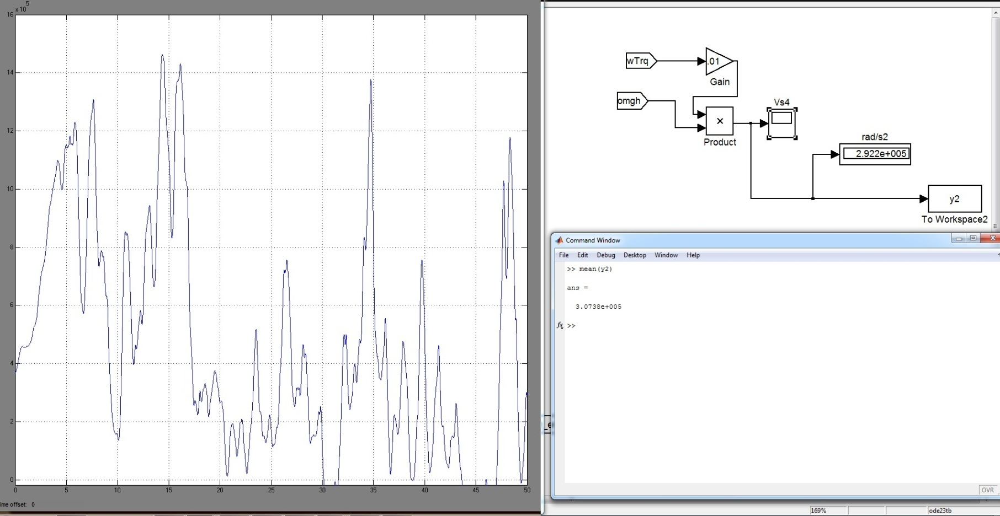 x 10^5
16
14
12
10
8
6
4
2
0
0 5 10 15 20 25 30 35 40 45 50
ime offset: 0
wTrq
.01
Gain
omgh
×
Product
Vs4
rad/s2
2.922e+005
y2
To Workspace2
Command Window
File Edit Debug Desktop Window Help
>> mean(y2)
ans =
3.0738e+005
fx >>
OVR
169% ode23tb